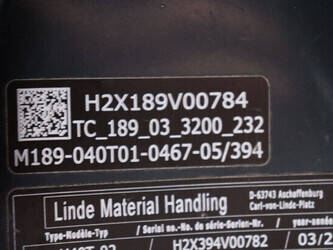 H2X189V00784
TC_189_03_3200_232
M189-040T01-0467-05/394
Linde Material Handling
D-63743 Aschaffenburg
Carl-von-Linde-Platz
Type-Modèle-Typ
/ Serial no.-No. de série-Serien-Nr.
/ year-année
H2X394V00782
03/2